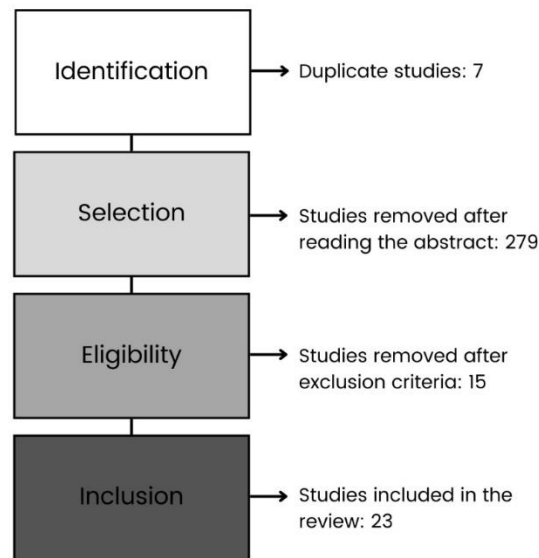 Identification
Duplicate studies: 7
Selection
Studies removed after
reading the abstract: 279
Eligibility
Studies removed after
exclusion criteria: 15
Inclusion
Studies included in the
review: 23